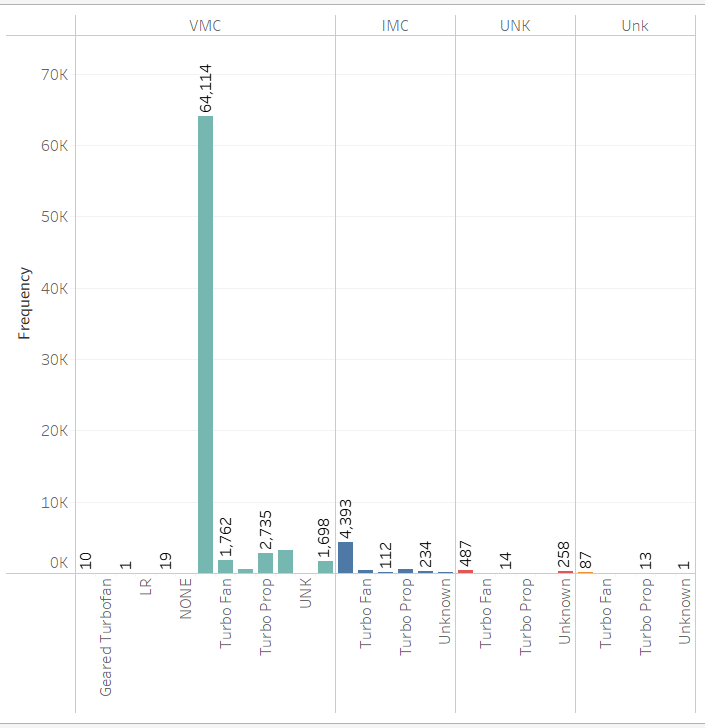 VMC IMC UNK Unk
70K
60K
50K
40K
30K
20K
10K
0K
Frequency
10
1
19
64,114
1,762
2,735
1,698
4,393
112
234
487
14
258
87
13
1
Geared Turbofan
LR
NONE
Turbo Fan
Turbo Prop
UNK
Turbo Fan
Turbo Prop
Unknown
Turbo Fan
Turbo Prop
Unknown
Turbo Fan
Turbo Prop
Unknown